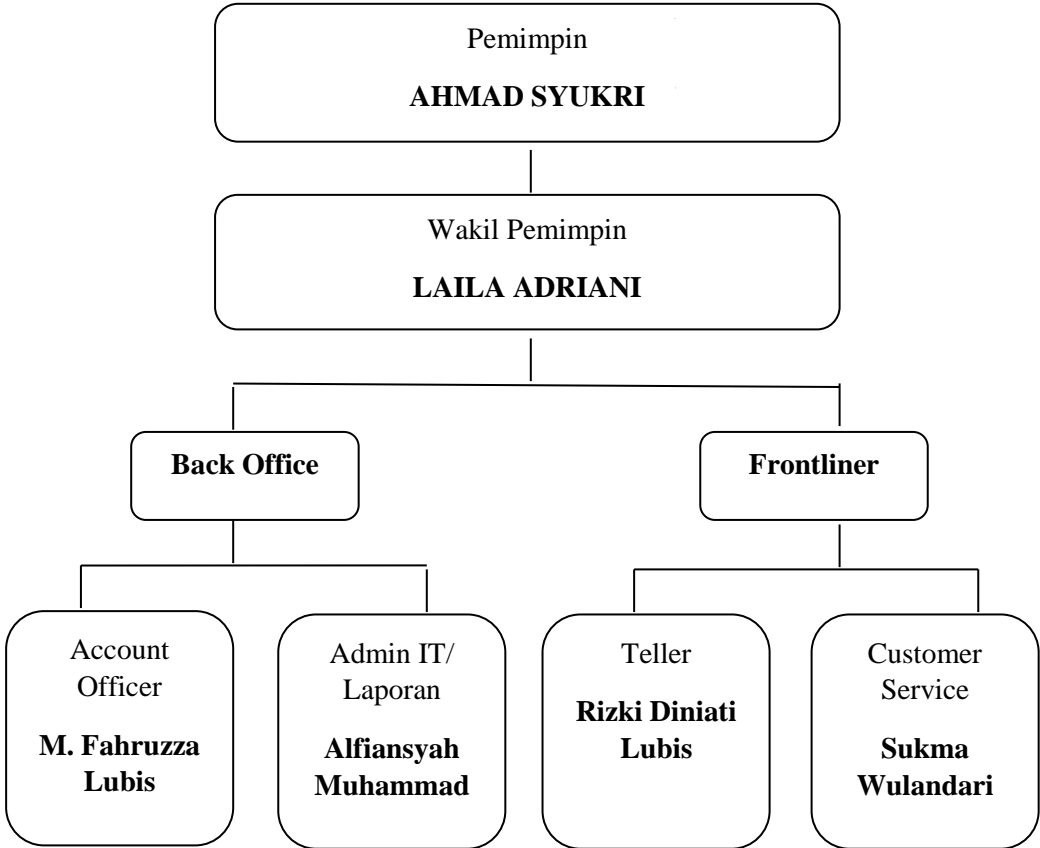 Pemimpin
AHMAD SYUKRI
Wakil Pemimpin
LAILA ADRIANI
Back Office
Frontliner
Account
Officer
M. Fahruzza
Lubis
Admin IT/
Laporan
Alfiansyah
Muhammad
Teller
Rizki Diniati
Lubis
Customer
Service
Sukma
Wulandari